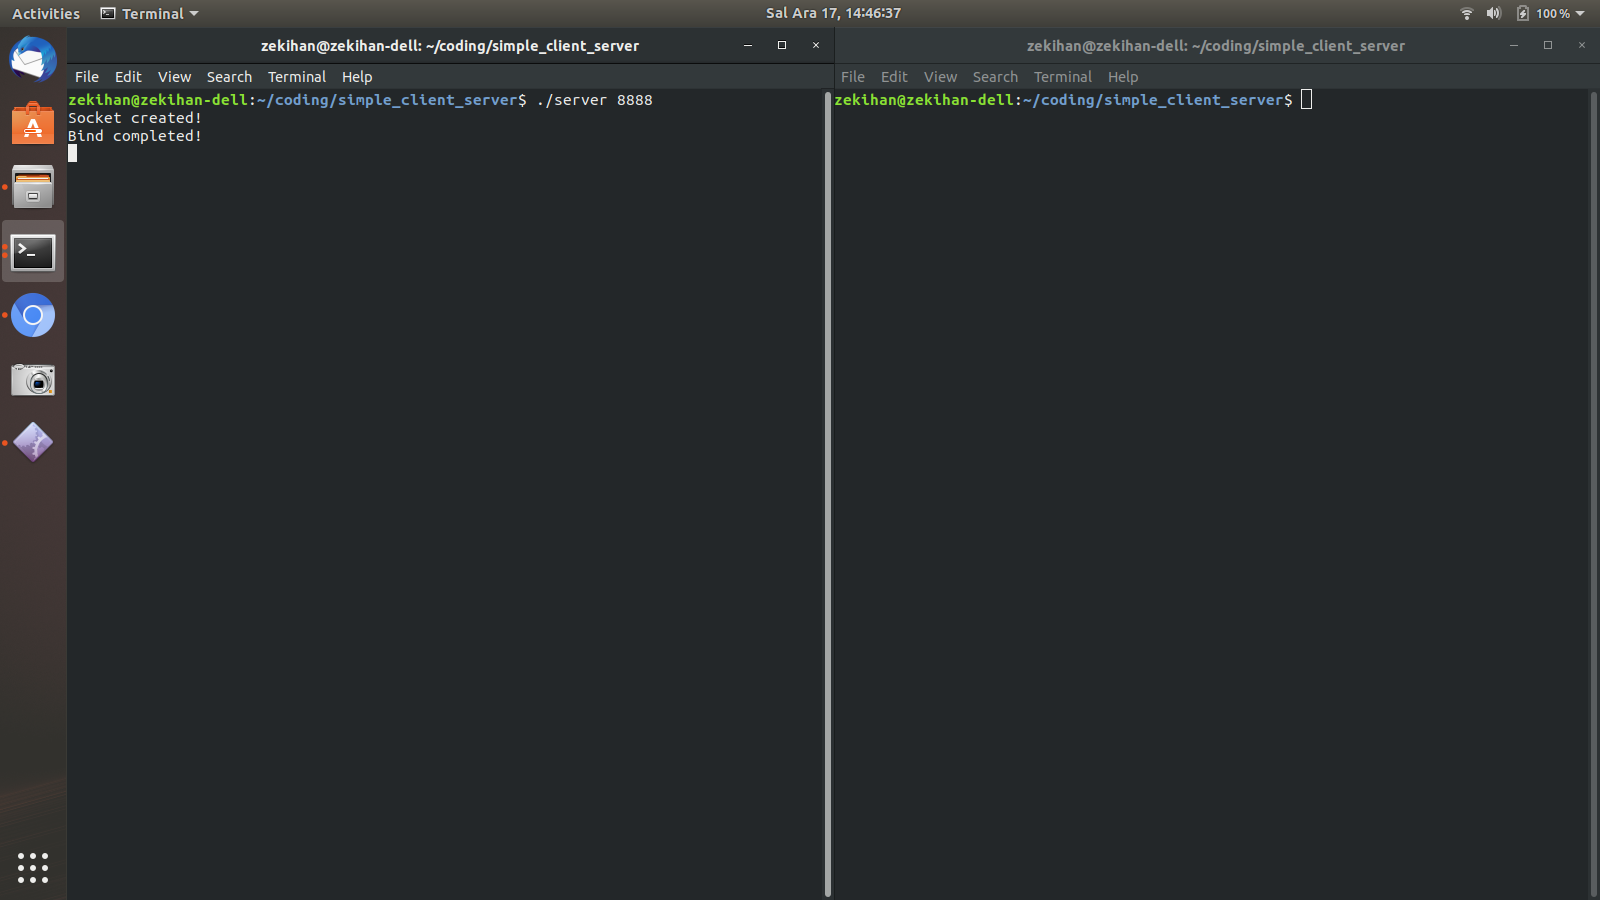 Activities Terminal Sal Ara 17, 14:46:37 100 %
zekihan@zekihan-dell: ~/coding/simple_client_server
File Edit View Search Terminal Help
zekihan@zekihan-dell:~/coding/simple_client_server$ ./server 8888
Socket created!
Bind completed!
zekihan@zekihan-dell: ~/coding/simple_client_server
File Edit View Search Terminal Help
zekihan@zekihan-dell:~/coding/simple_client_server$